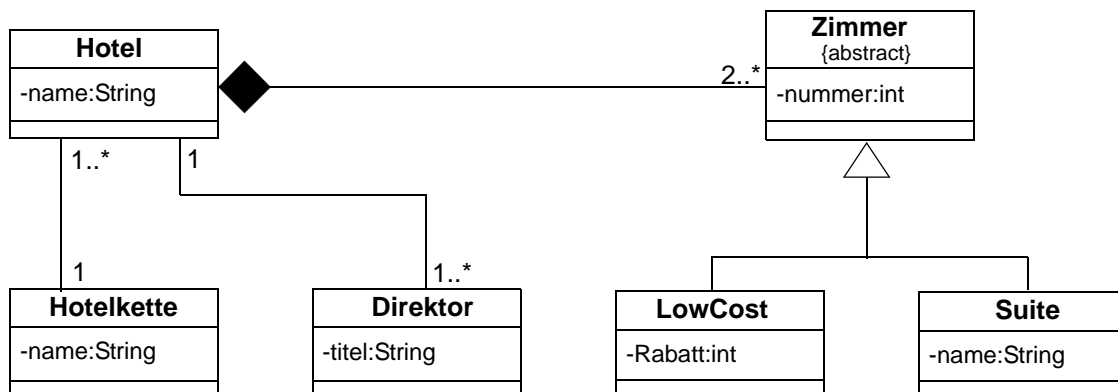 Hotel
-name:String
1..*
1
2..*
Zimmer
{abstract}
-nummer:int
1
1..*
Hotelkette
-name:String
Direktor
-titel:String
LowCost
-Rabatt:int
Suite
-name:String